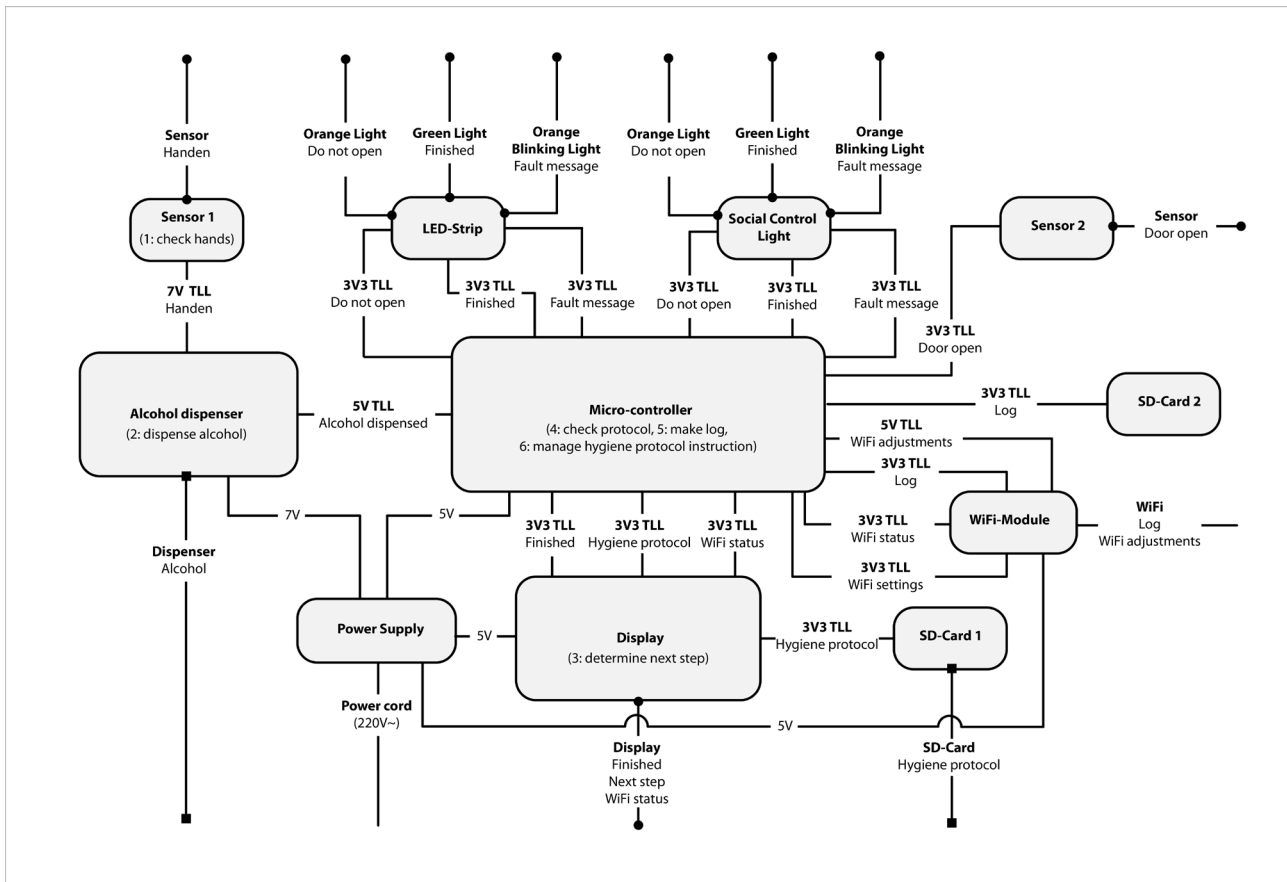 Sensor
Handen
Orange Light
Do not open
Green Light
Finished
Orange
Blinking Light
Fault message
Orange Light
Do not open
Green Light
Finished
Orange
Blinking Light
Fault message
Sensor 1
(1: check hands)
LED-Strip
Social Control
Light
Sensor 2
Sensor
Door open
7V TLL
Handen
3V3 TLL
Do not open
3V3 TLL
Finished
3V3 TLL
Fault message
3V3 TLL
Do not open
3V3 TLL
Finished
3V3 TLL
Fault message
3V3 TLL
Door open
Alcohol dispenser
(2: dispense alcohol)
5V TLL
Alcohol dispensed
Micro-controller
(4: check protocol, 5: make log,
6: manage hygiene protocol instruction)
3V3 TLL
Log
SD-Card 2
5V TLL
WiFi adjustments
3V3 TLL
Log
3V3 TLL
WiFi status
WiFi-Module
WiFi
Log
WiFi adjustments
3V3 TLL
WiFi settings
7V
5V
3V3 TLL
Finished
3V3 TLL
Hygiene protocol
3V3 TLL
WiFi status
Dispenser
Alcohol
Power Supply
5V
Display
(3: determine next step)
3V3 TLL
Hygiene protocol
SD-Card 1
Power cord
(220V~)
5V
Display
Finished
Next step
WiFi status
SD-Card
Hygiene protocol